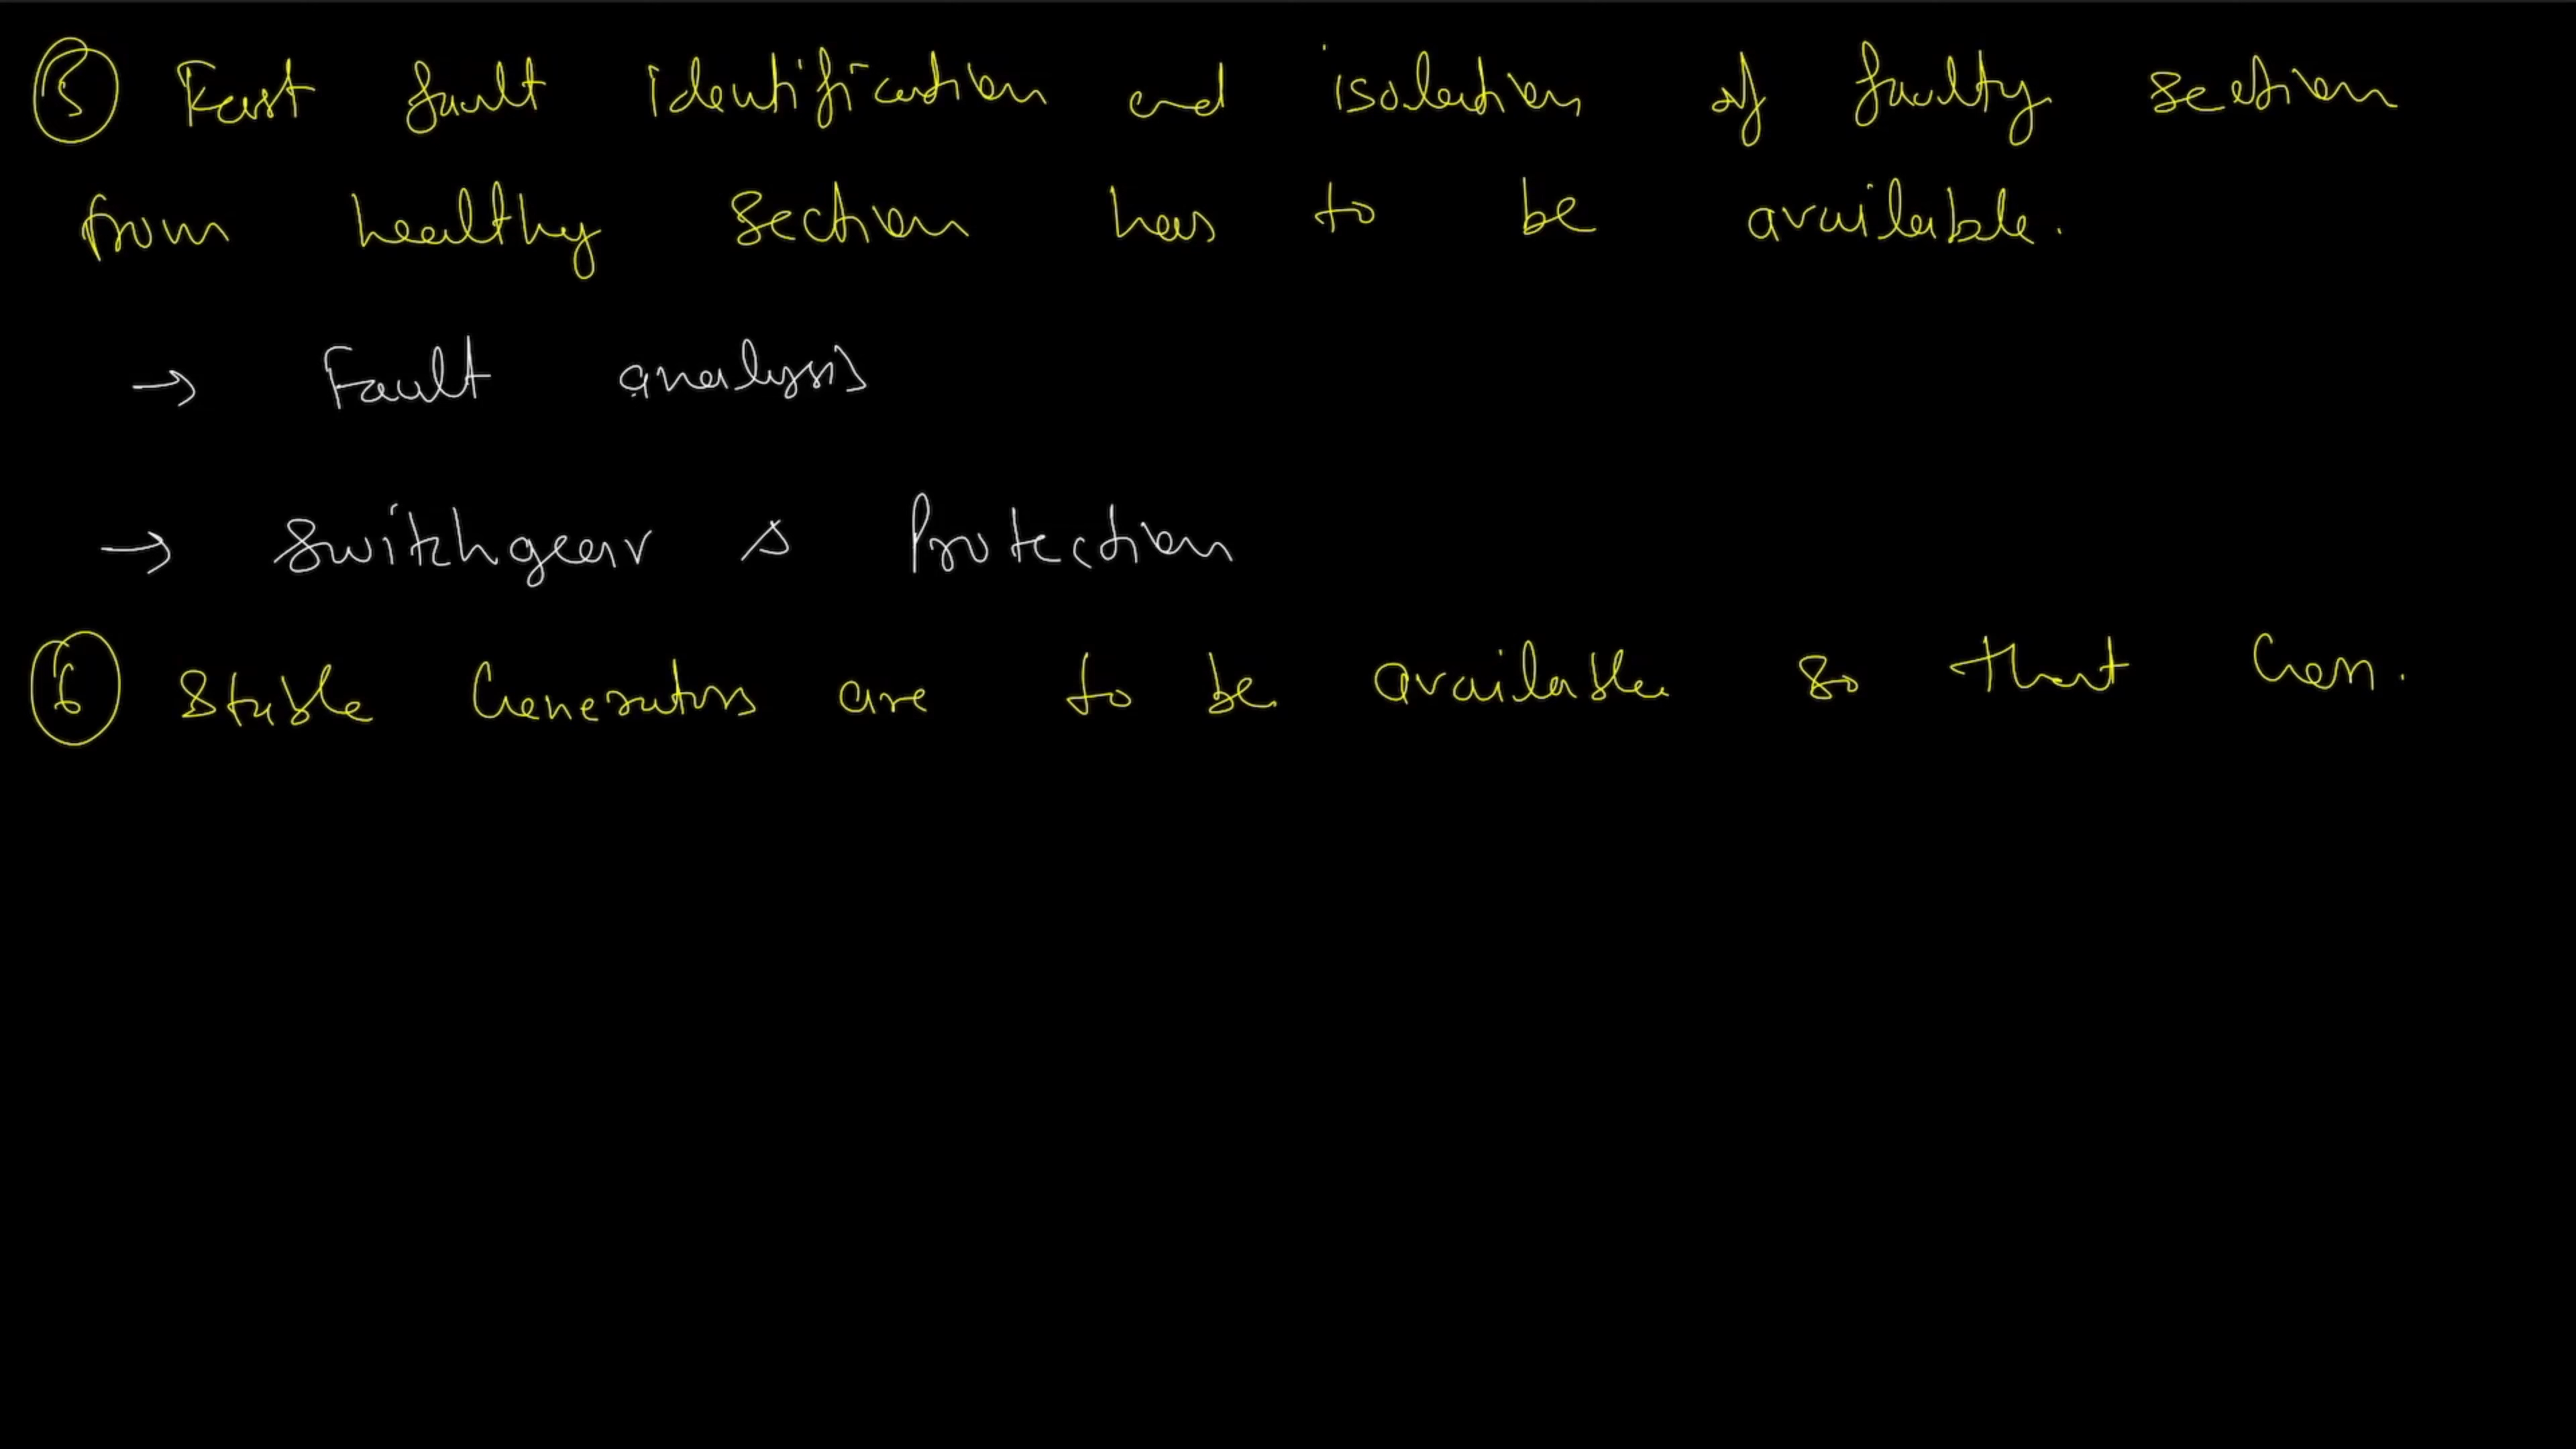 5 Fast fault identification and isolation of faulty section
from healthy section has to be available.
→ Fault analysis
→ Switchgear & Protection
6 Stable Generators are to be available so that Gen.